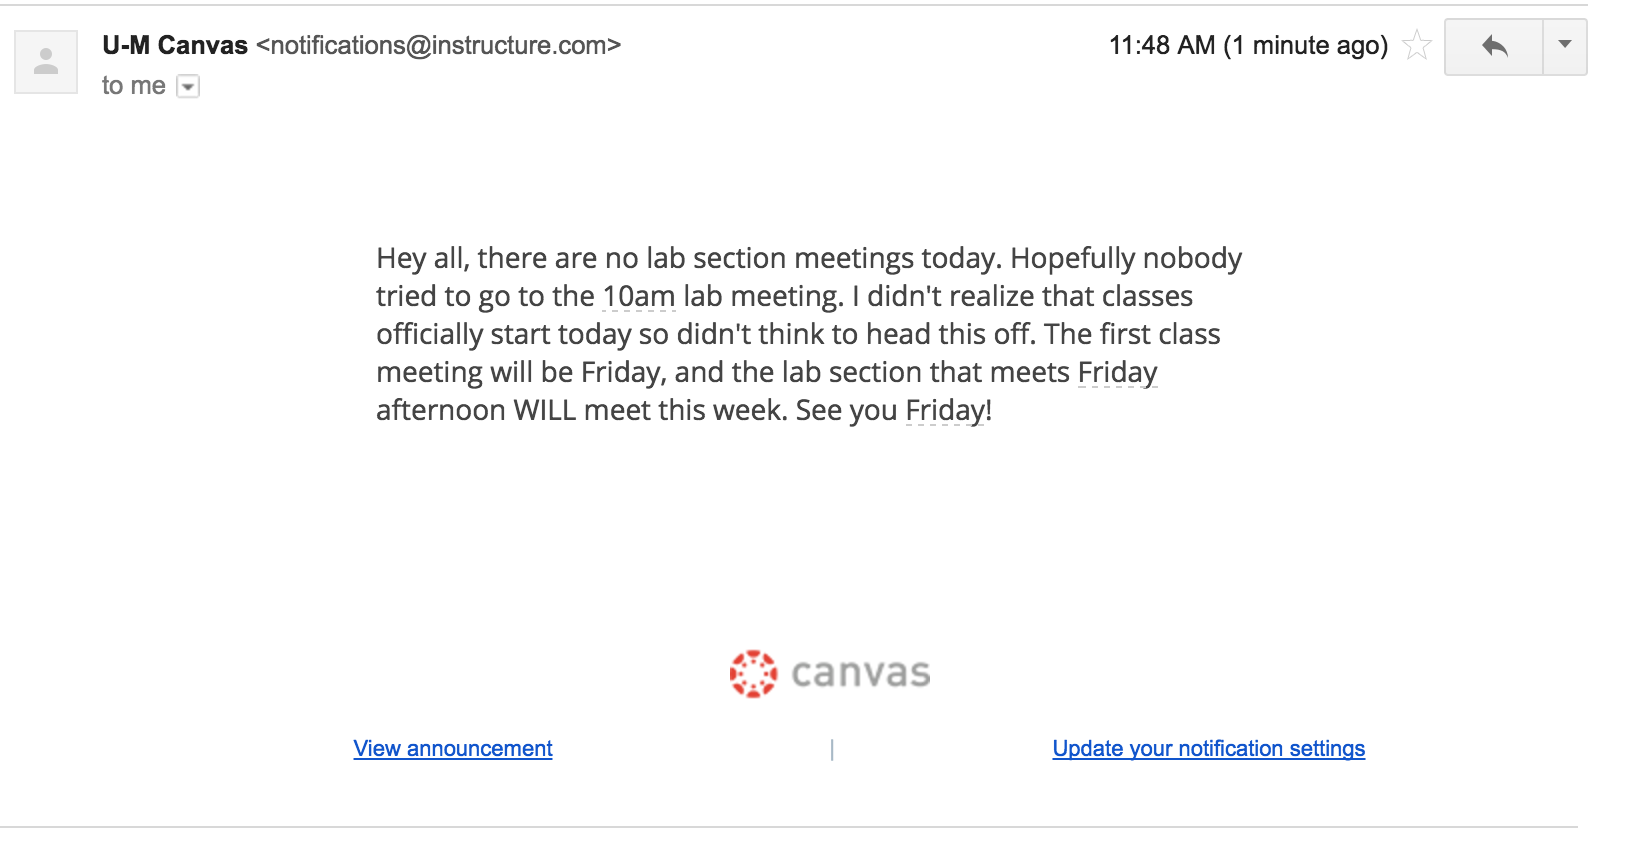 U-M Canvas <notifications@instructure.com>
11:48 AM (1 minute ago)
to me
Hey all, there are no lab section meetings today. Hopefully nobody
tried to go to the 10am lab meeting. I didn't realize that classes
officially start today so didn't think to head this off. The first class
meeting will be Friday, and the lab section that meets Friday
afternoon WILL meet this week. See you Friday!
canvas
View announcement | Update your notification settings